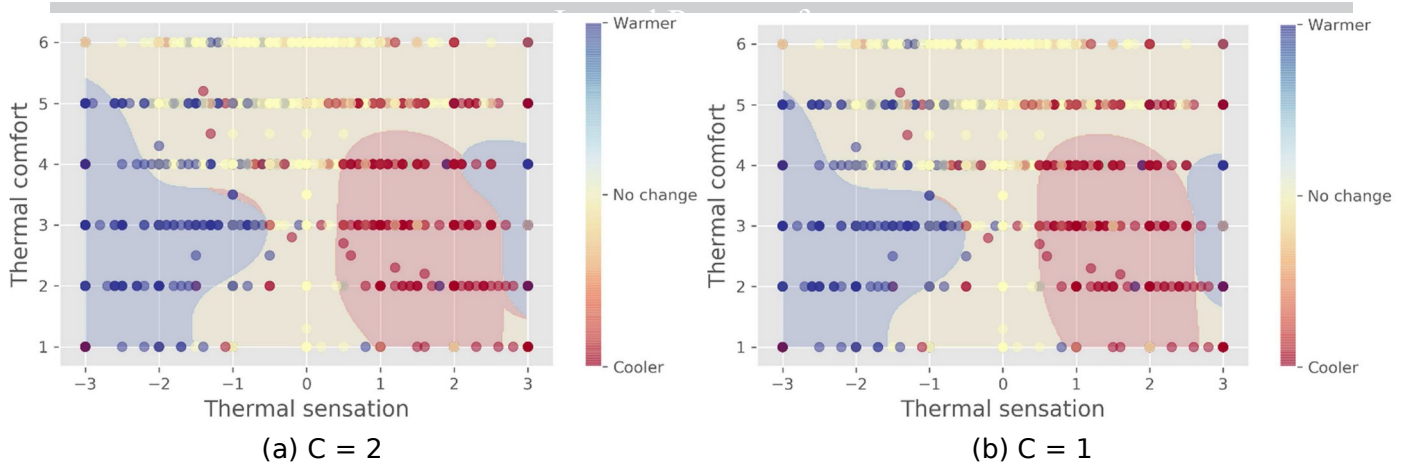 Warmer
6
5
4
3
2
1
Thermal comfort
No change
Cooler
−3 −2 −1 0 1 2 3
Thermal sensation
(a) C = 2
Warmer
6
5
4
3
2
1
Thermal comfort
No change
Cooler
−3 −2 −1 0 1 2 3
Thermal sensation
(b) C = 1